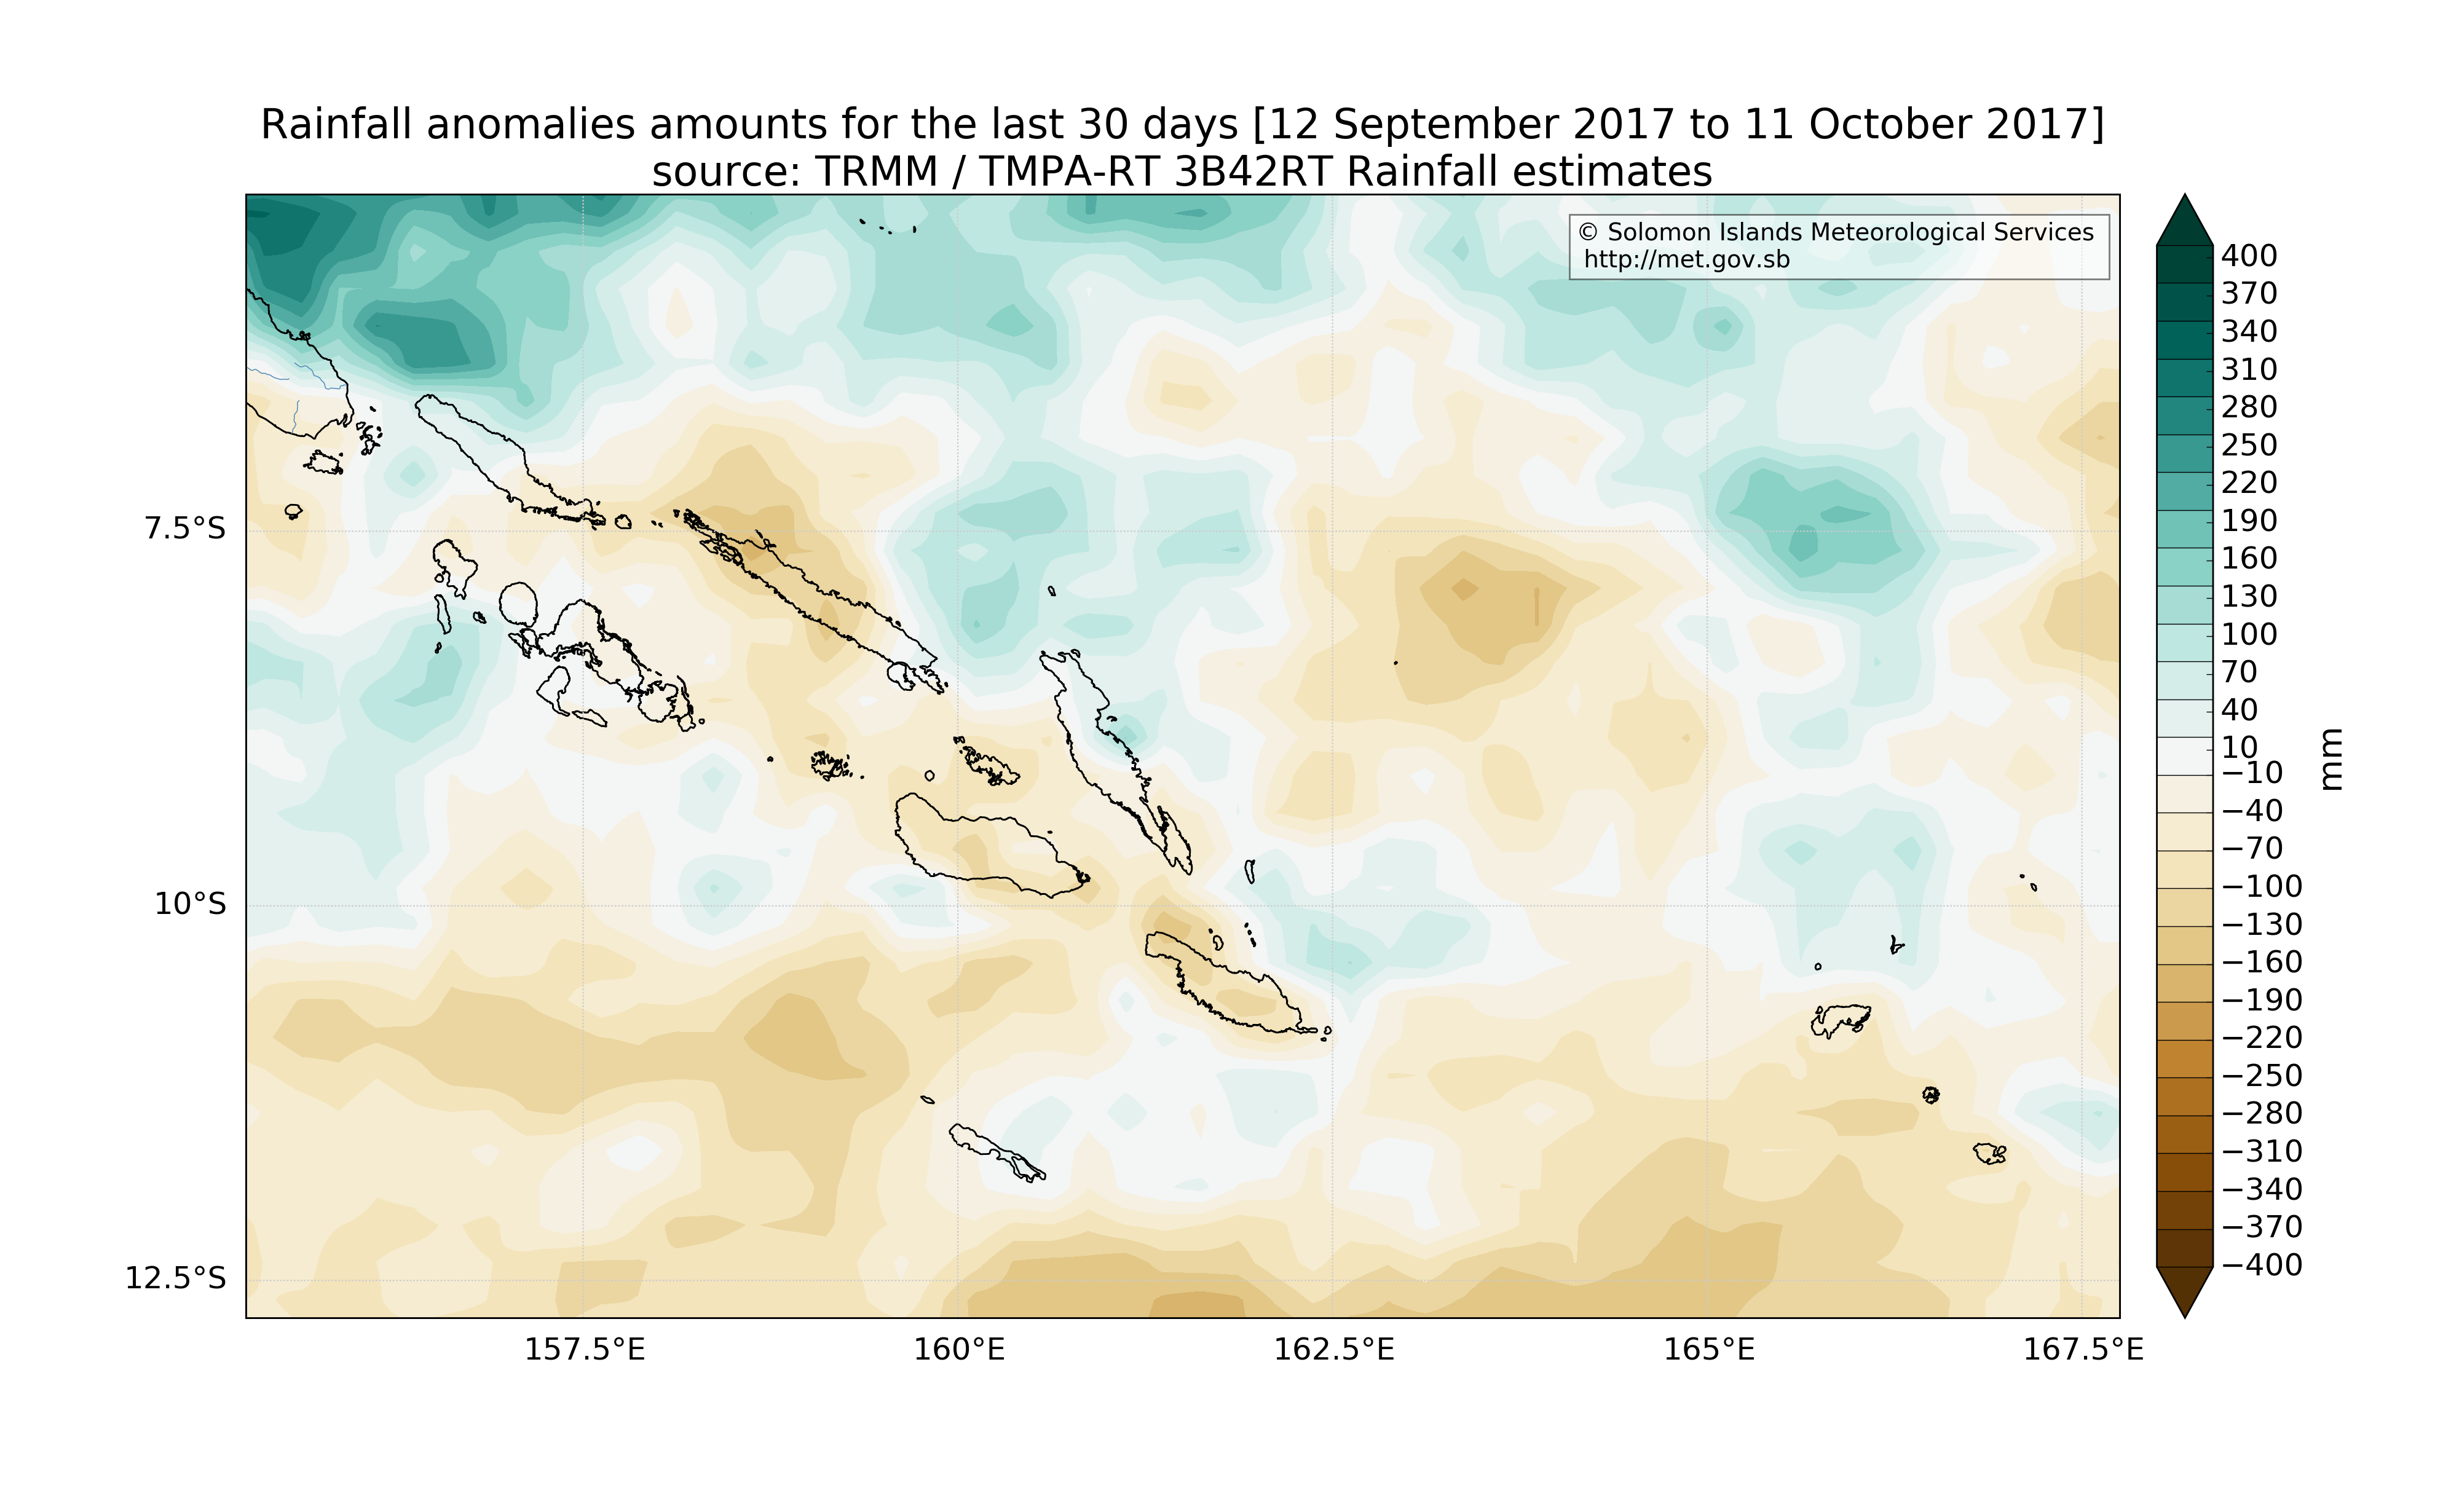 Rainfall anomalies amounts for the last 30 days [12 September 2017 to 11 October 2017]
source: TRMM / TMPA-RT 3B42RT Rainfall estimates
© Solomon Islands Meteorological Services
http://met.gov.sb
7.5°S
10°S
12.5°S
157.5°E
160°E
162.5°E
165°E
167.5°E
400
370
340
310
280
250
220
190
160
130
100
70
40
10
−10
−40
−70
−100
−130
−160
−190
−220
−250
−280
−310
−340
−370
−400
mm